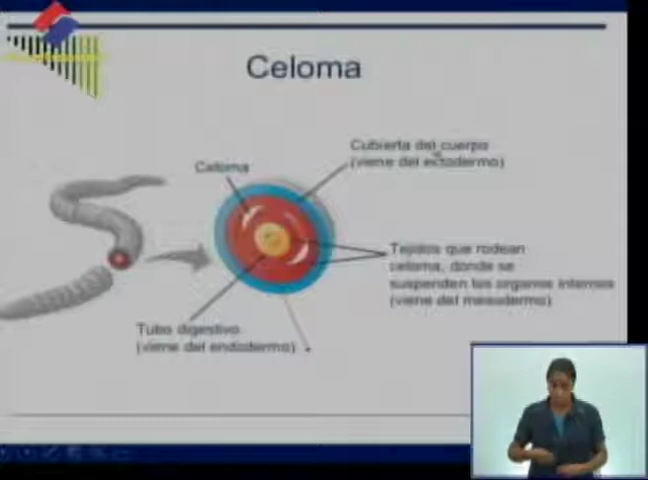 Celoma
Cubierta del cuerpo
(viene del ectodermo)
Celoma
Tejidos que rodean
celoma, donde se
suspenden los organos internos
(viene del mesodermo)
Tubo digestivo
(viene del endodermo)